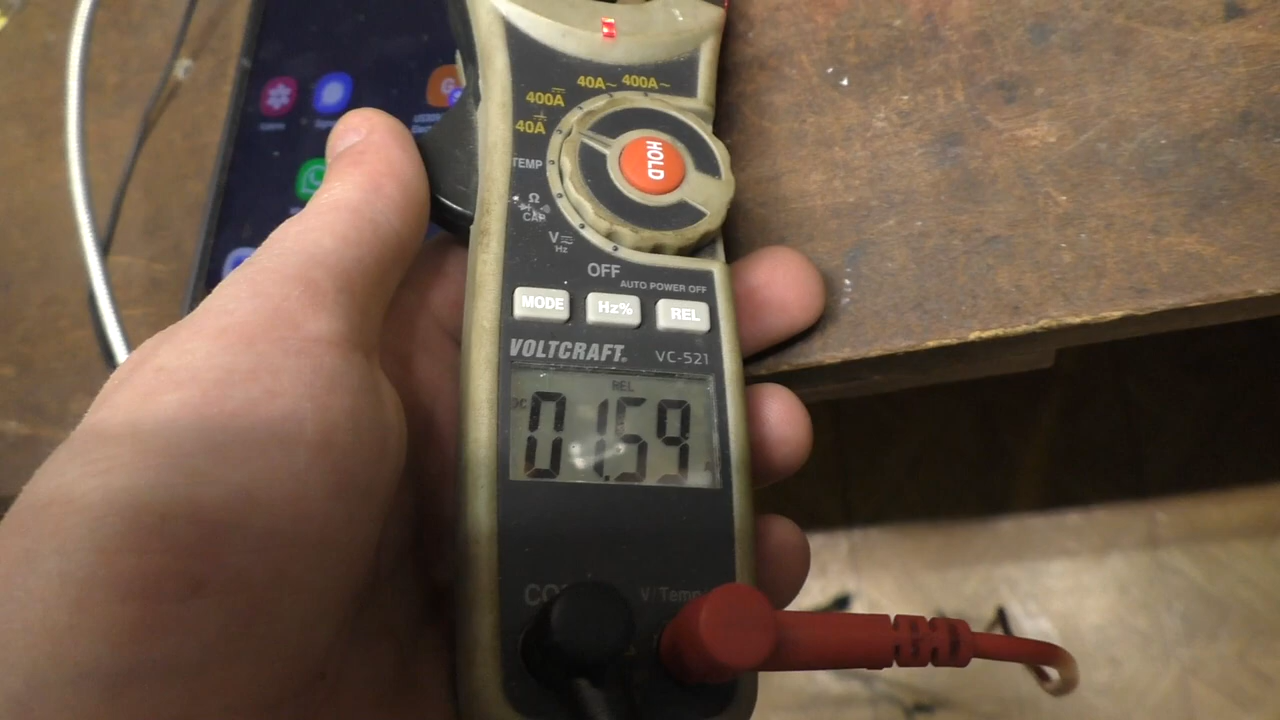 40A~ 400A~
400A
40A
TEMP
HOLD
Ω
CAP
V
Hz
OFF
AUTO POWER OFF
MODE Hz% REL
VOLTCRAFT® VC-521
REL
DC 01.59
V/Temp